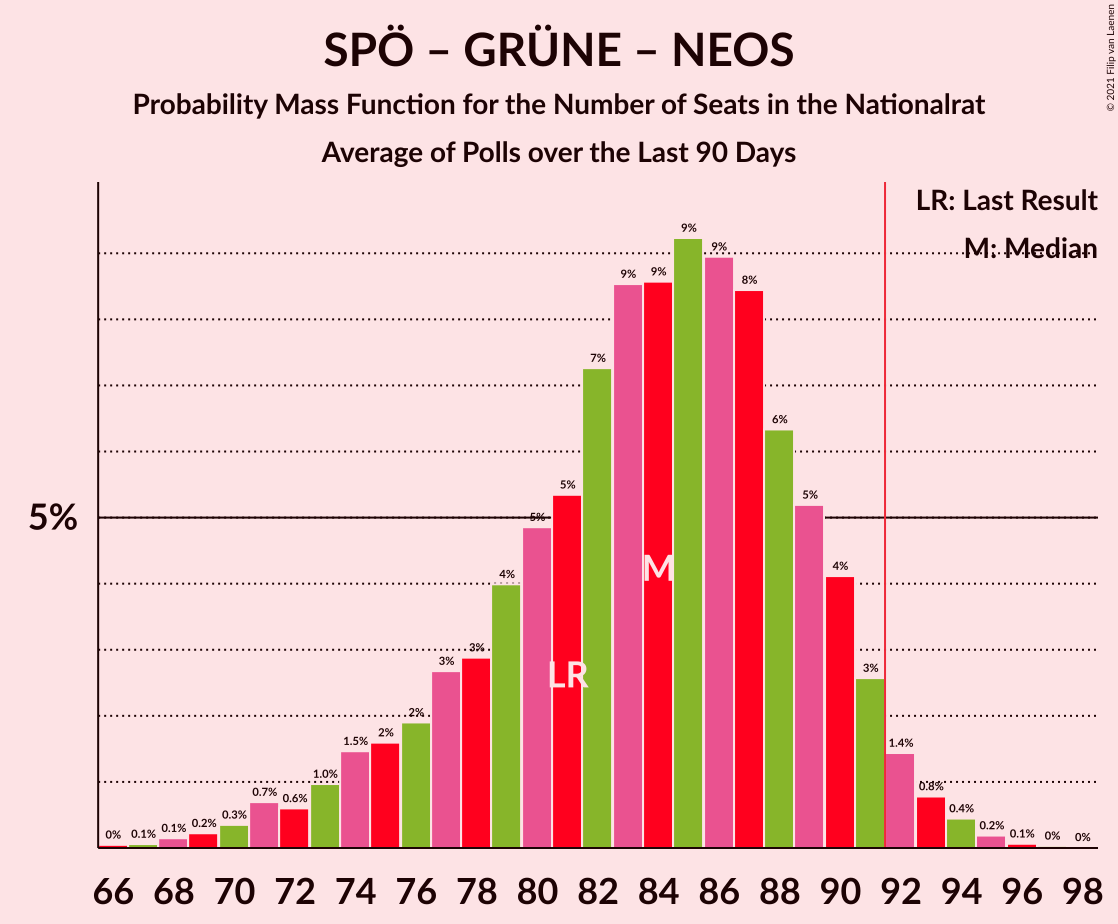 SPÖ – GRÜNE – NEOS
Probability Mass Function for the Number of Seats in the Nationalrat
Average of Polls over the Last 90 Days
© 2021 Filip van Laenen
LR: Last Result
M: Median
5%
0% 0.1% 0.1% 0.2% 0.3% 0.7% 0.6% 1.0% 1.5% 2% 2% 3% 3% 4% 5% 5% 7% 9% 9% 9% 9% 8% 6% 5% 4% 3% 1.4% 0.8% 0.4% 0.2% 0.1% 0% 0%
M
LR
66 68 70 72 74 76 78 80 82 84 86 88 90 92 94 96 98